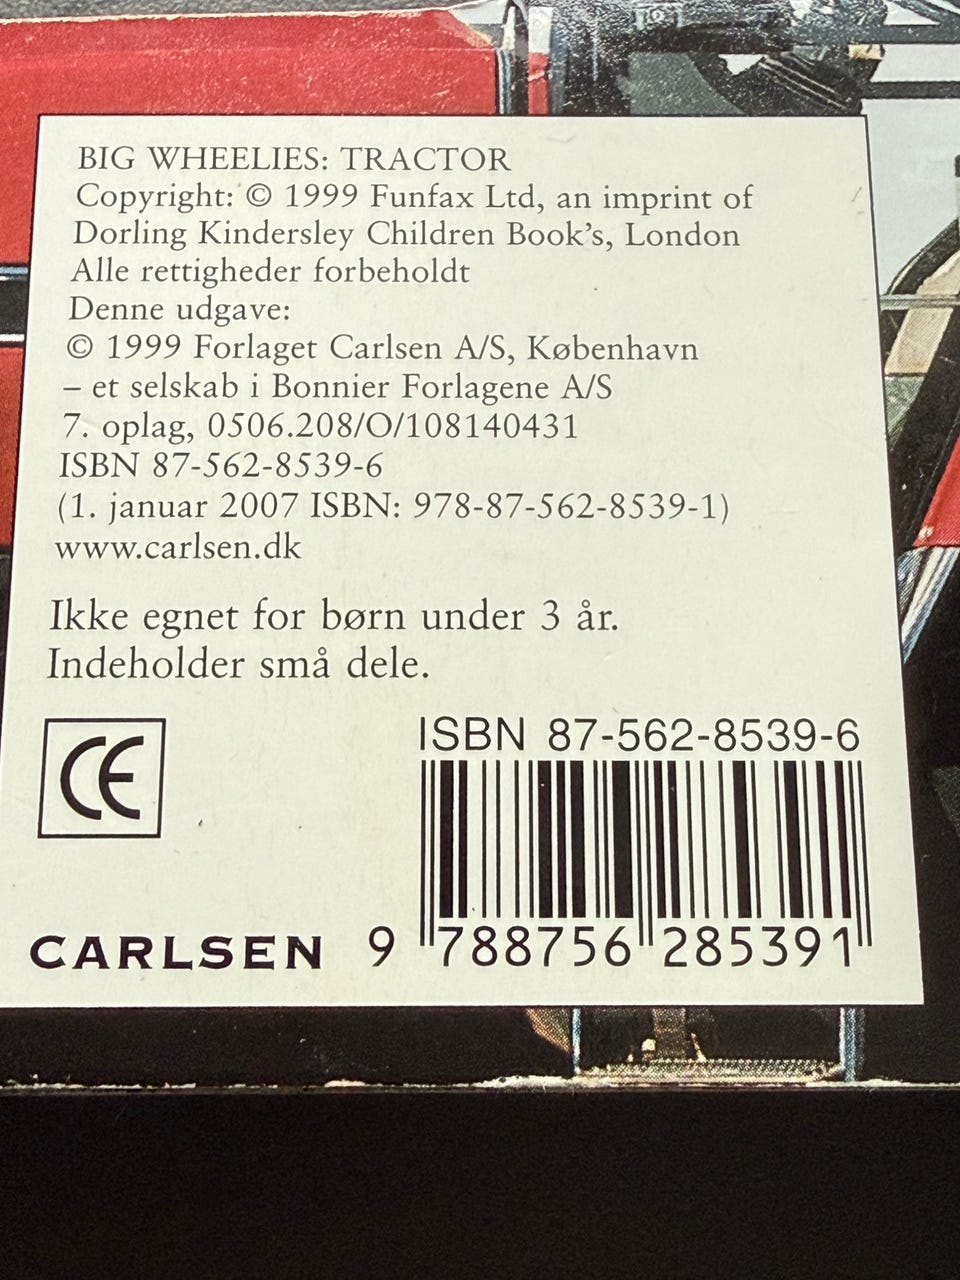 BIG WHEELIES: TRACTOR
Copyright: © 1999 Funfax Ltd, an imprint of
Dorling Kindersley Children Book's, London
Alle rettigheder forbeholdt
Denne udgave:
© 1999 Forlaget Carlsen A/S, København
– et selskab i Bonnier Forlagene A/S
7. oplag, 0506.208/O/108140431
ISBN 87-562-8539-6
(1. januar 2007 ISBN: 978-87-562-8539-1)
www.carlsen.dk
Ikke egnet for børn under 3 år.
Indeholder små dele.
CE
ISBN 87-562-8539-6
CARLSEN
9 788756 285391